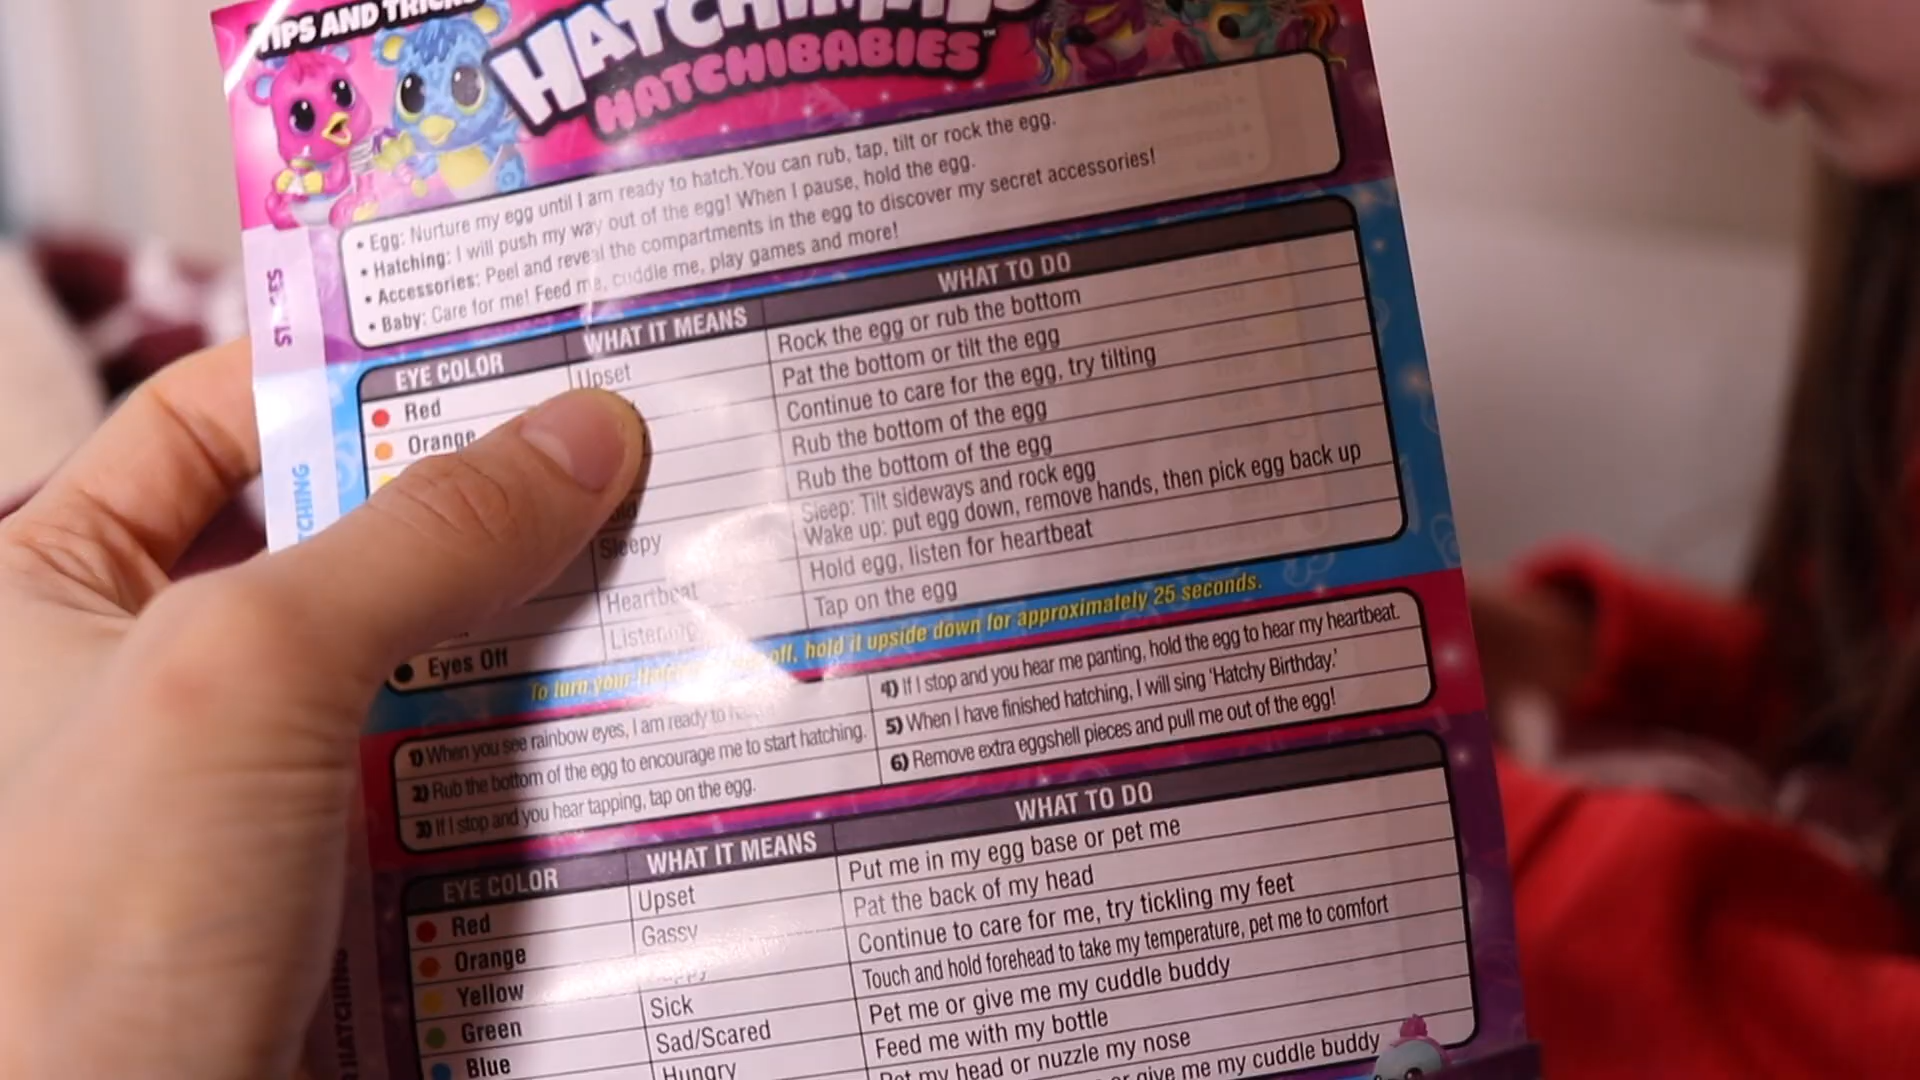 TIPS AND TRICKS
HATCHIMALS
HATCHIBABIES™
• Egg: Nurture my egg until I am ready to hatch.You can rub, tap, tilt or rock the egg.
• Hatching: I will push my way out of the egg! When I pause, hold the egg.
• Accessories: Peel and reveal the compartments in the egg to discover my secret accessories!
• Baby: Care for me! Feed me, cuddle me, play games and more!
EYE COLOR WHAT IT MEANS WHAT TO DO
Red Upset Rock the egg or rub the bottom
Orange Pat the bottom or tilt the egg
Continue to care for the egg, try tilting
Rub the bottom of the egg
Rub the bottom of the egg
Sleepy Sleep: Tilt sideways and rock egg
Wake up: put egg down, remove hands, then pick egg back up
Heartbeat Hold egg, listen for heartbeat
Eyes Off Listening Tap on the egg
To turn your off, hold it upside down for approximately 25 seconds.
1) When you see rainbow eyes, I am ready to
2) Rub the bottom of the egg to encourage me to start hatching.
3) If I stop and you hear tapping, tap on the egg.
4) If I stop and you hear me panting, hold the egg to hear my heartbeat.
5) When I have finished hatching, I will sing 'Hatchy Birthday.'
6) Remove extra eggshell pieces and pull me out of the egg!
EYE COLOR WHAT IT MEANS WHAT TO DO
Red Upset Put me in my egg base or pet me
Orange Gassy Pat the back of my head
Yellow Continue to care for me, try tickling my feet
Green Sick Touch and hold forehead to take my temperature, pet me to comfort
Blue Sad/Scared Pet me or give me my cuddle buddy
Hungry Feed me with my bottle
Pet my head or nuzzle my nose
or give me my cuddle buddy
HATCHING